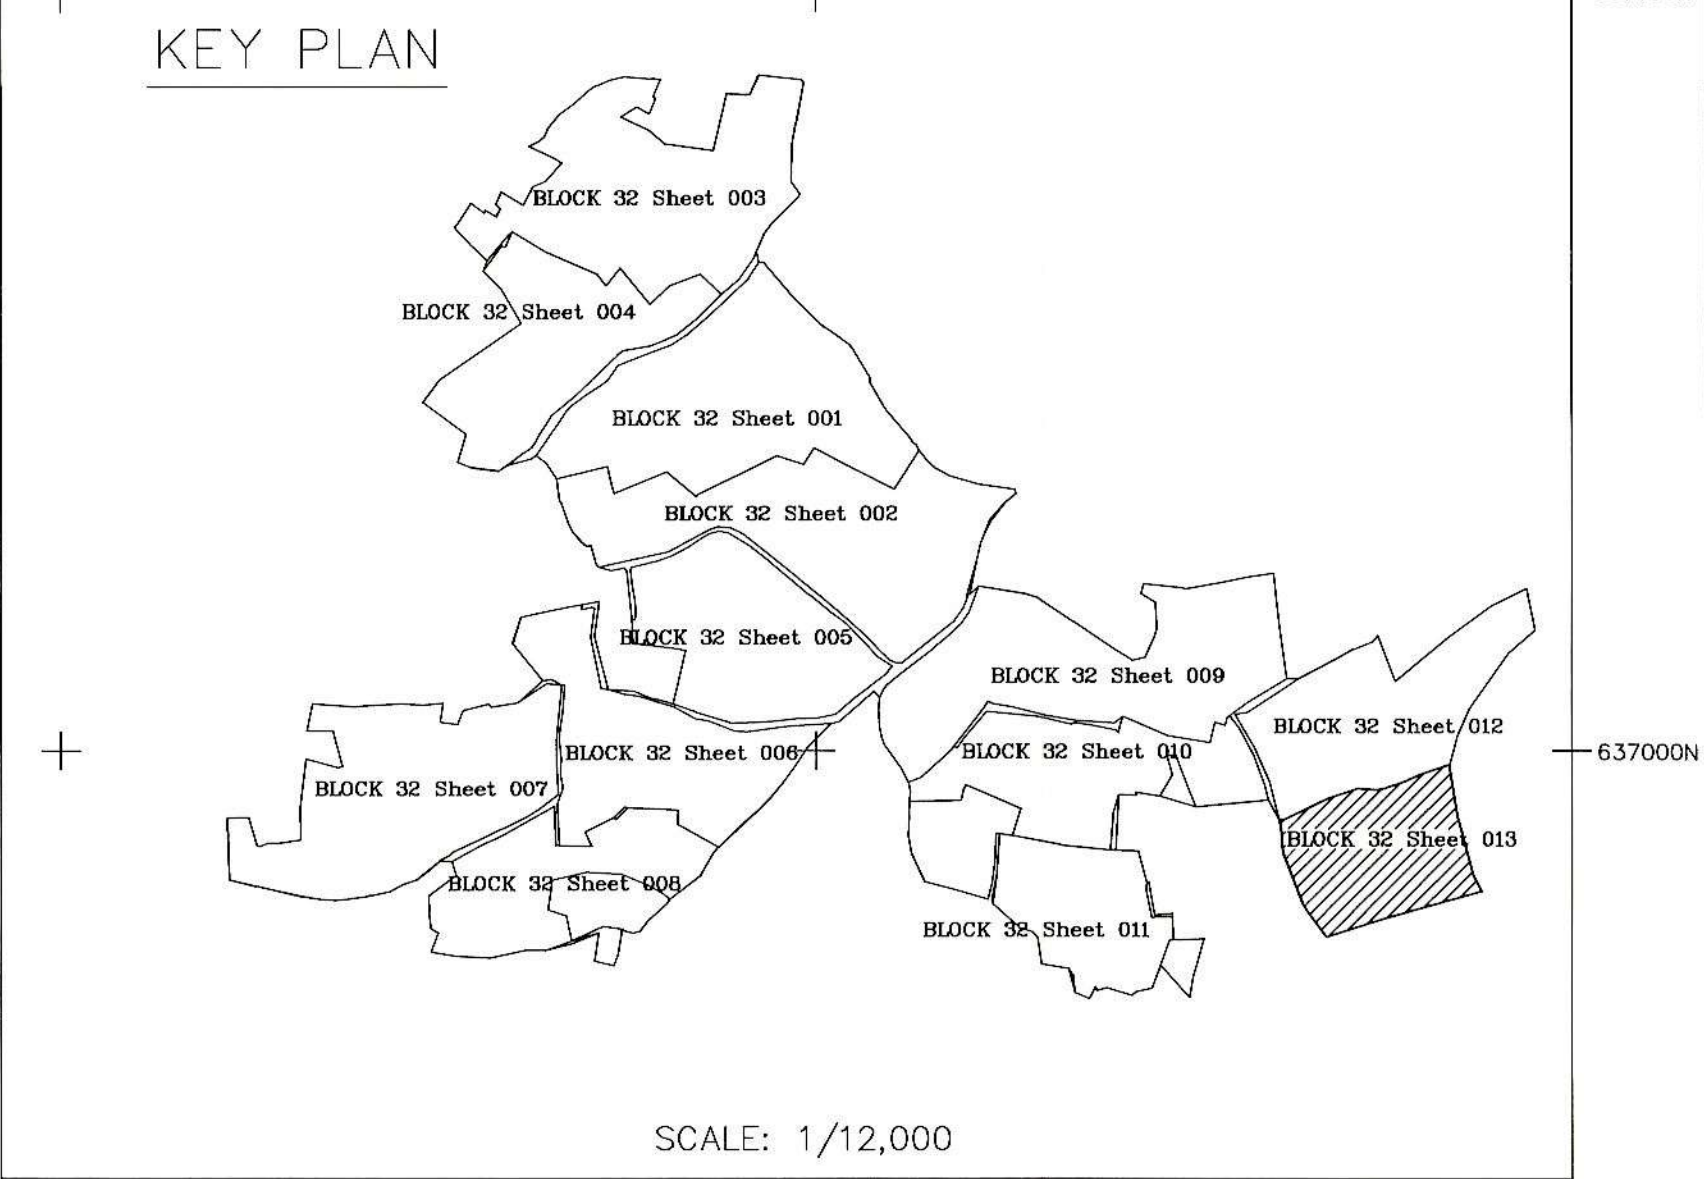 KEY PLAN
BLOCK 32 Sheet 003
BLOCK 32 Sheet 004
BLOCK 32 Sheet 001
BLOCK 32 Sheet 002
BLOCK 32 Sheet 005
BLOCK 32 Sheet 009
BLOCK 32 Sheet 012
BLOCK 32 Sheet 006
BLOCK 32 Sheet 010
637000N
BLOCK 32 Sheet 007
BLOCK 32 Sheet 013
BLOCK 32 Sheet 008
BLOCK 32 Sheet 011
SCALE: 1/12,000